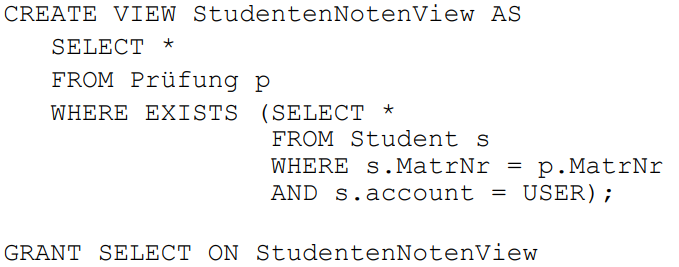 CREATE VIEW StudentenNotenView AS
SELECT *
FROM Prüfung p
WHERE EXISTS (SELECT *
FROM Student s
WHERE s.MatrNr = p.MatrNr
AND s.account = USER);
GRANT SELECT ON StudentenNotenView